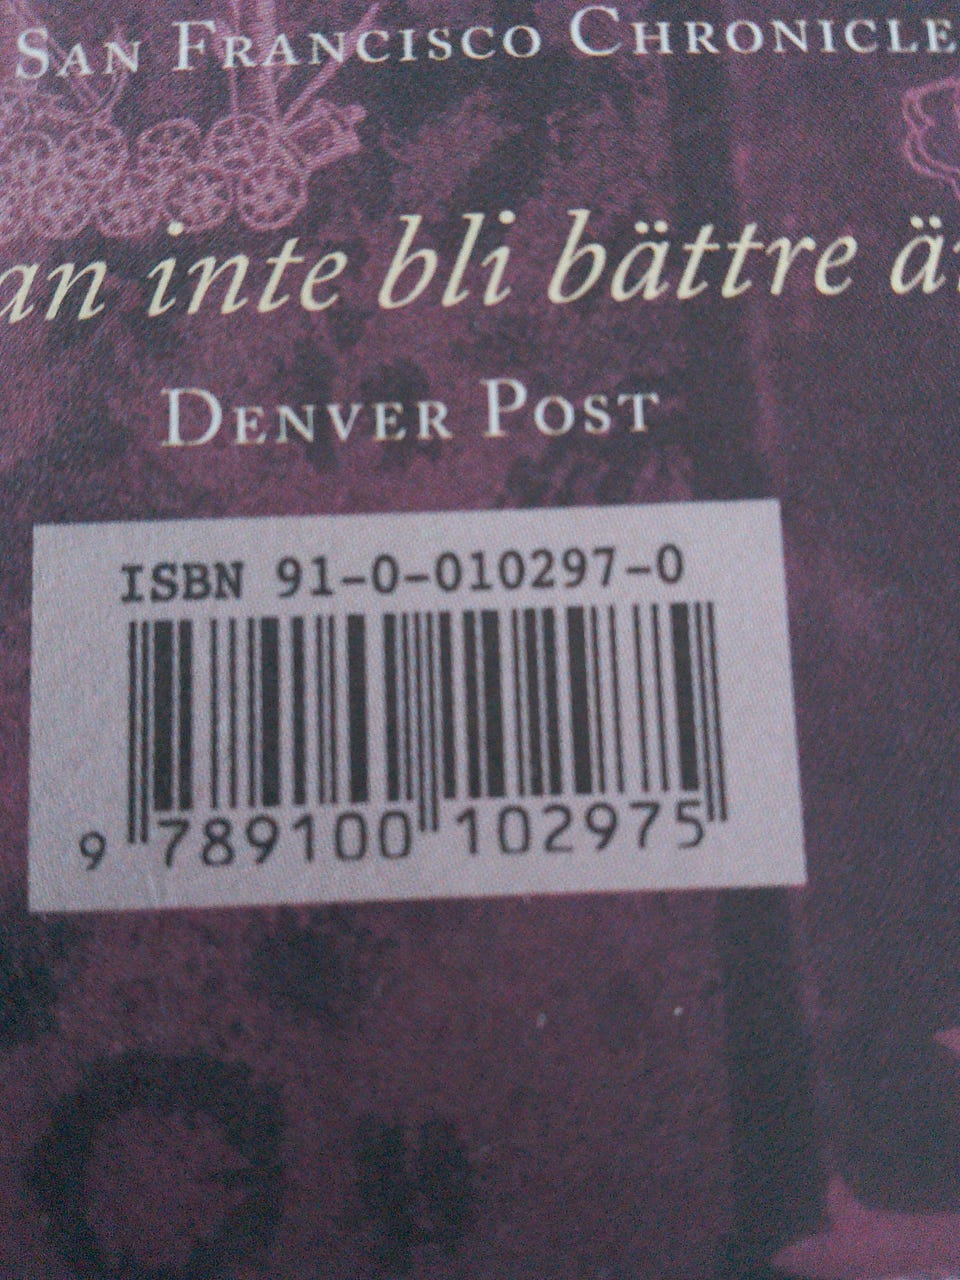 SAN FRANCISCO CHRONICLE
an inte bli bättre ä
DENVER POST
ISBN 91-0-010297-0
9 789100 102975